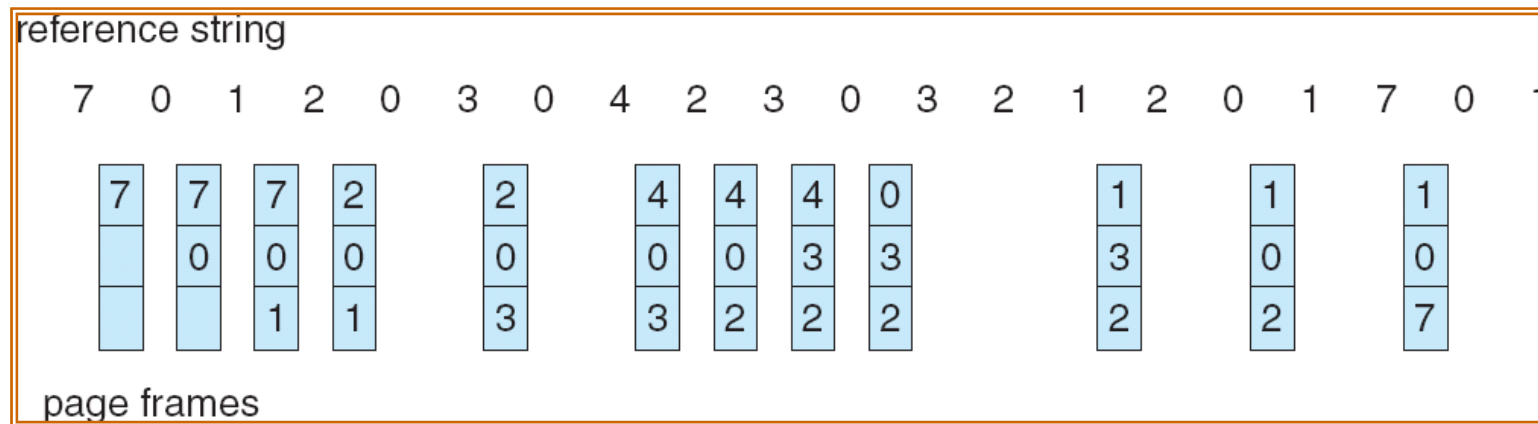 reference string
7 0 1 2 0 3 0 4 2 3 0 3 2 1 2 0 1 7 0 1
7 7 7 2 2 4 4 4 0 1 1 1
0 0 0 0 0 0 3 3 3 0 0
1 1 3 3 2 2 2 2 2 7
page frames